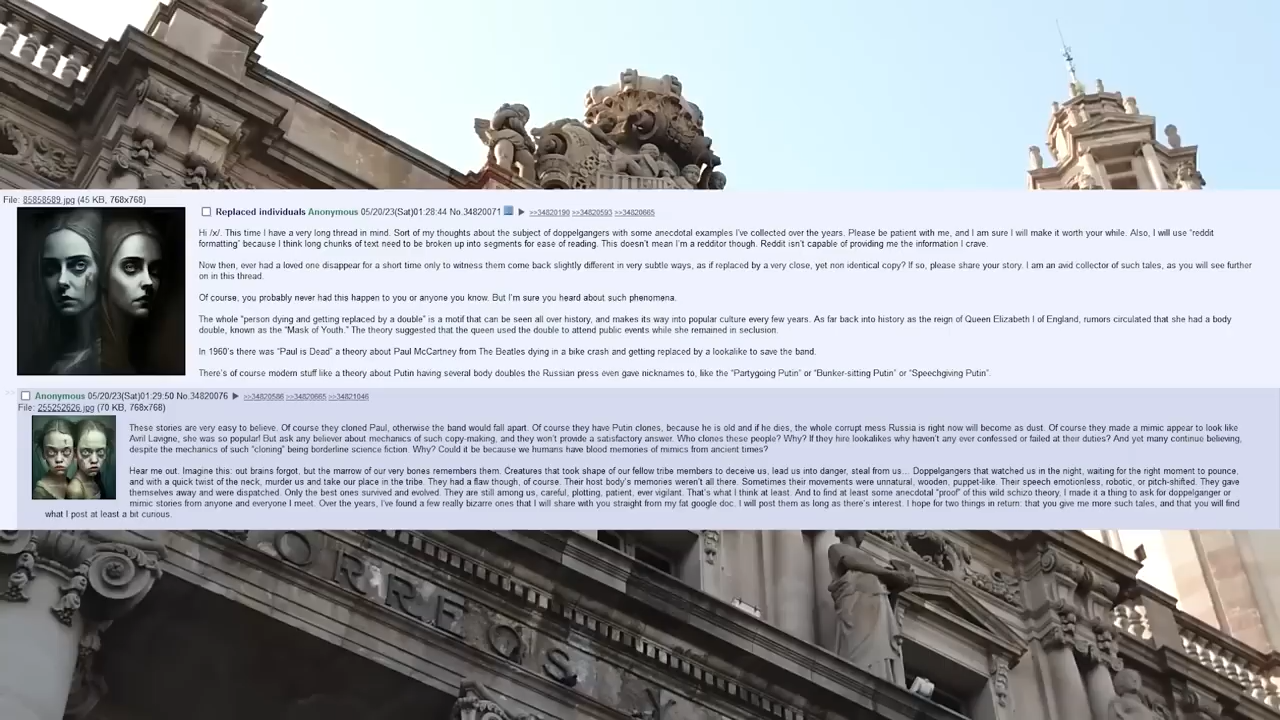 File: 85858589.jpg (45 KB, 768x768)
Replaced individuals Anonymous 05/20/23(Sat)01:28:44 No.34820071 ▶ >>34820190 >>34820593 >>34820665
Hi /x/. This time I have a very long thread in mind. Sort of my thoughts about the subject of doppelgangers with some anecdotal examples I've collected over the years. Please be patient with me, and I am sure I will make it worth your while. Also, I will use "reddit
formatting" because I think long chunks of text need to be broken up into segments for ease of reading. This doesn't mean I'm a redditor though. Reddit isn't capable of providing me the information I crave.
Now then, ever had a loved one disappear for a short time only to witness them come back slightly different in very subtle ways, as if replaced by a very close, yet non identical copy? If so, please share your story. I am an avid collector of such tales, as you will see further
on in this thread.
Of course, you probably never had this happen to you or anyone you know. But I'm sure you heard about such phenomena.
The whole "person dying and getting replaced by a double" is a motif that can be seen all over history, and makes its way into popular culture every few years. As far back into history as the reign of Queen Elizabeth I of England, rumors circulated that she had a body
double, known as the "Mask of Youth." The theory suggested that the queen used the double to attend public events while she remained in seclusion.
In 1960's there was "Paul is Dead" a theory about Paul McCartney from The Beatles dying in a bike crash and getting replaced by a lookalike to save the band.
There's of course modern stuff like a theory about Putin having several body doubles the Russian press even gave nicknames to, like the "Partygoing Putin" or "Bunker-sitting Putin" or "Speechgiving Putin".
>> Anonymous 05/20/23(Sat)01:29:50 No.34820076 ▶ >>34820586 >>34820665 >>34821046
File: 255252626.jpg (70 KB, 768x768)
These stories are very easy to believe. Of course they cloned Paul, otherwise the band would fall apart. Of course they have Putin clones, because he is old and if he dies, the whole corrupt mess Russia is right now will become as dust. Of course they made a mimic appear to look like
Avril Lavigne, she was so popular! But ask any believer about mechanics of such copy-making, and they won't provide a satisfactory answer. Who clones these people? Why? If they hire lookalikes why haven't any ever confessed or failed at their duties? And yet many continue believing,
despite the mechanics of such "cloning" being borderline science fiction. Why? Could it be because we humans have blood memories of mimics from ancient times?
Hear me out. Imagine this: out brains forgot, but the marrow of our very bones remembers them. Creatures that took shape of our fellow tribe members to deceive us, lead us into danger, steal from us... Doppelgangers that watched us in the night, waiting for the right moment to pounce,
and with a quick twist of the neck, murder us and take our place in the tribe. They had a flaw though, of course. Their host body's memories weren't all there. Sometimes their movements were unnatural, wooden, puppet-like. Their speech emotionless, robotic, or pitch-shifted. They gave
themselves away and were dispatched. Only the best ones survived and evolved. They are still among us, careful, plotting, patient, ever vigilant. That's what I think at least. And to find at least some anecdotal "proof" of this wild schizo theory, I made it a thing to ask for doppelganger or
mimic stories from anyone and everyone I meet. Over the years, I've found a few really bizarre ones that I will share with you straight from my fat google doc. I will post them as long as there's interest. I hope for two things in return: that you give me more such tales, and that you will find
what I post at least a bit curious.
CORREOS